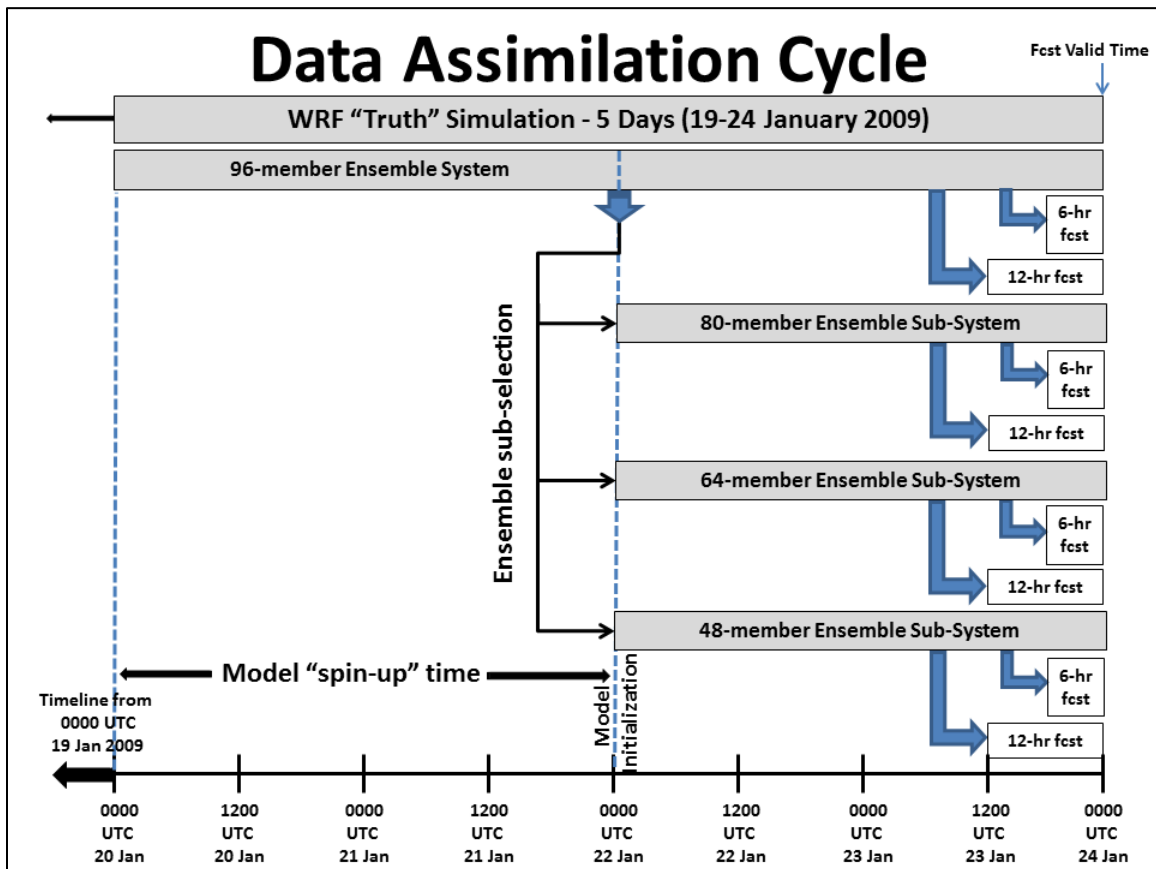 Data Assimilation Cycle
Fcst Valid Time
WRF “Truth” Simulation - 5 Days (19-24 January 2009)
96-member Ensemble System
6-hr
fcst
12-hr fcst
80-member Ensemble Sub-System
6-hr
fcst
12-hr fcst
Ensemble sub-selection
64-member Ensemble Sub-System
6-hr
fcst
12-hr fcst
48-member Ensemble Sub-System
6-hr
fcst
12-hr fcst
Model “spin-up” time
Model
Initialization
Timeline from
0000 UTC
19 Jan 2009
0000
UTC
20 Jan
1200
UTC
20 Jan
0000
UTC
21 Jan
1200
UTC
21 Jan
0000
UTC
22 Jan
1200
UTC
22 Jan
0000
UTC
23 Jan
1200
UTC
23 Jan
0000
UTC
24 Jan